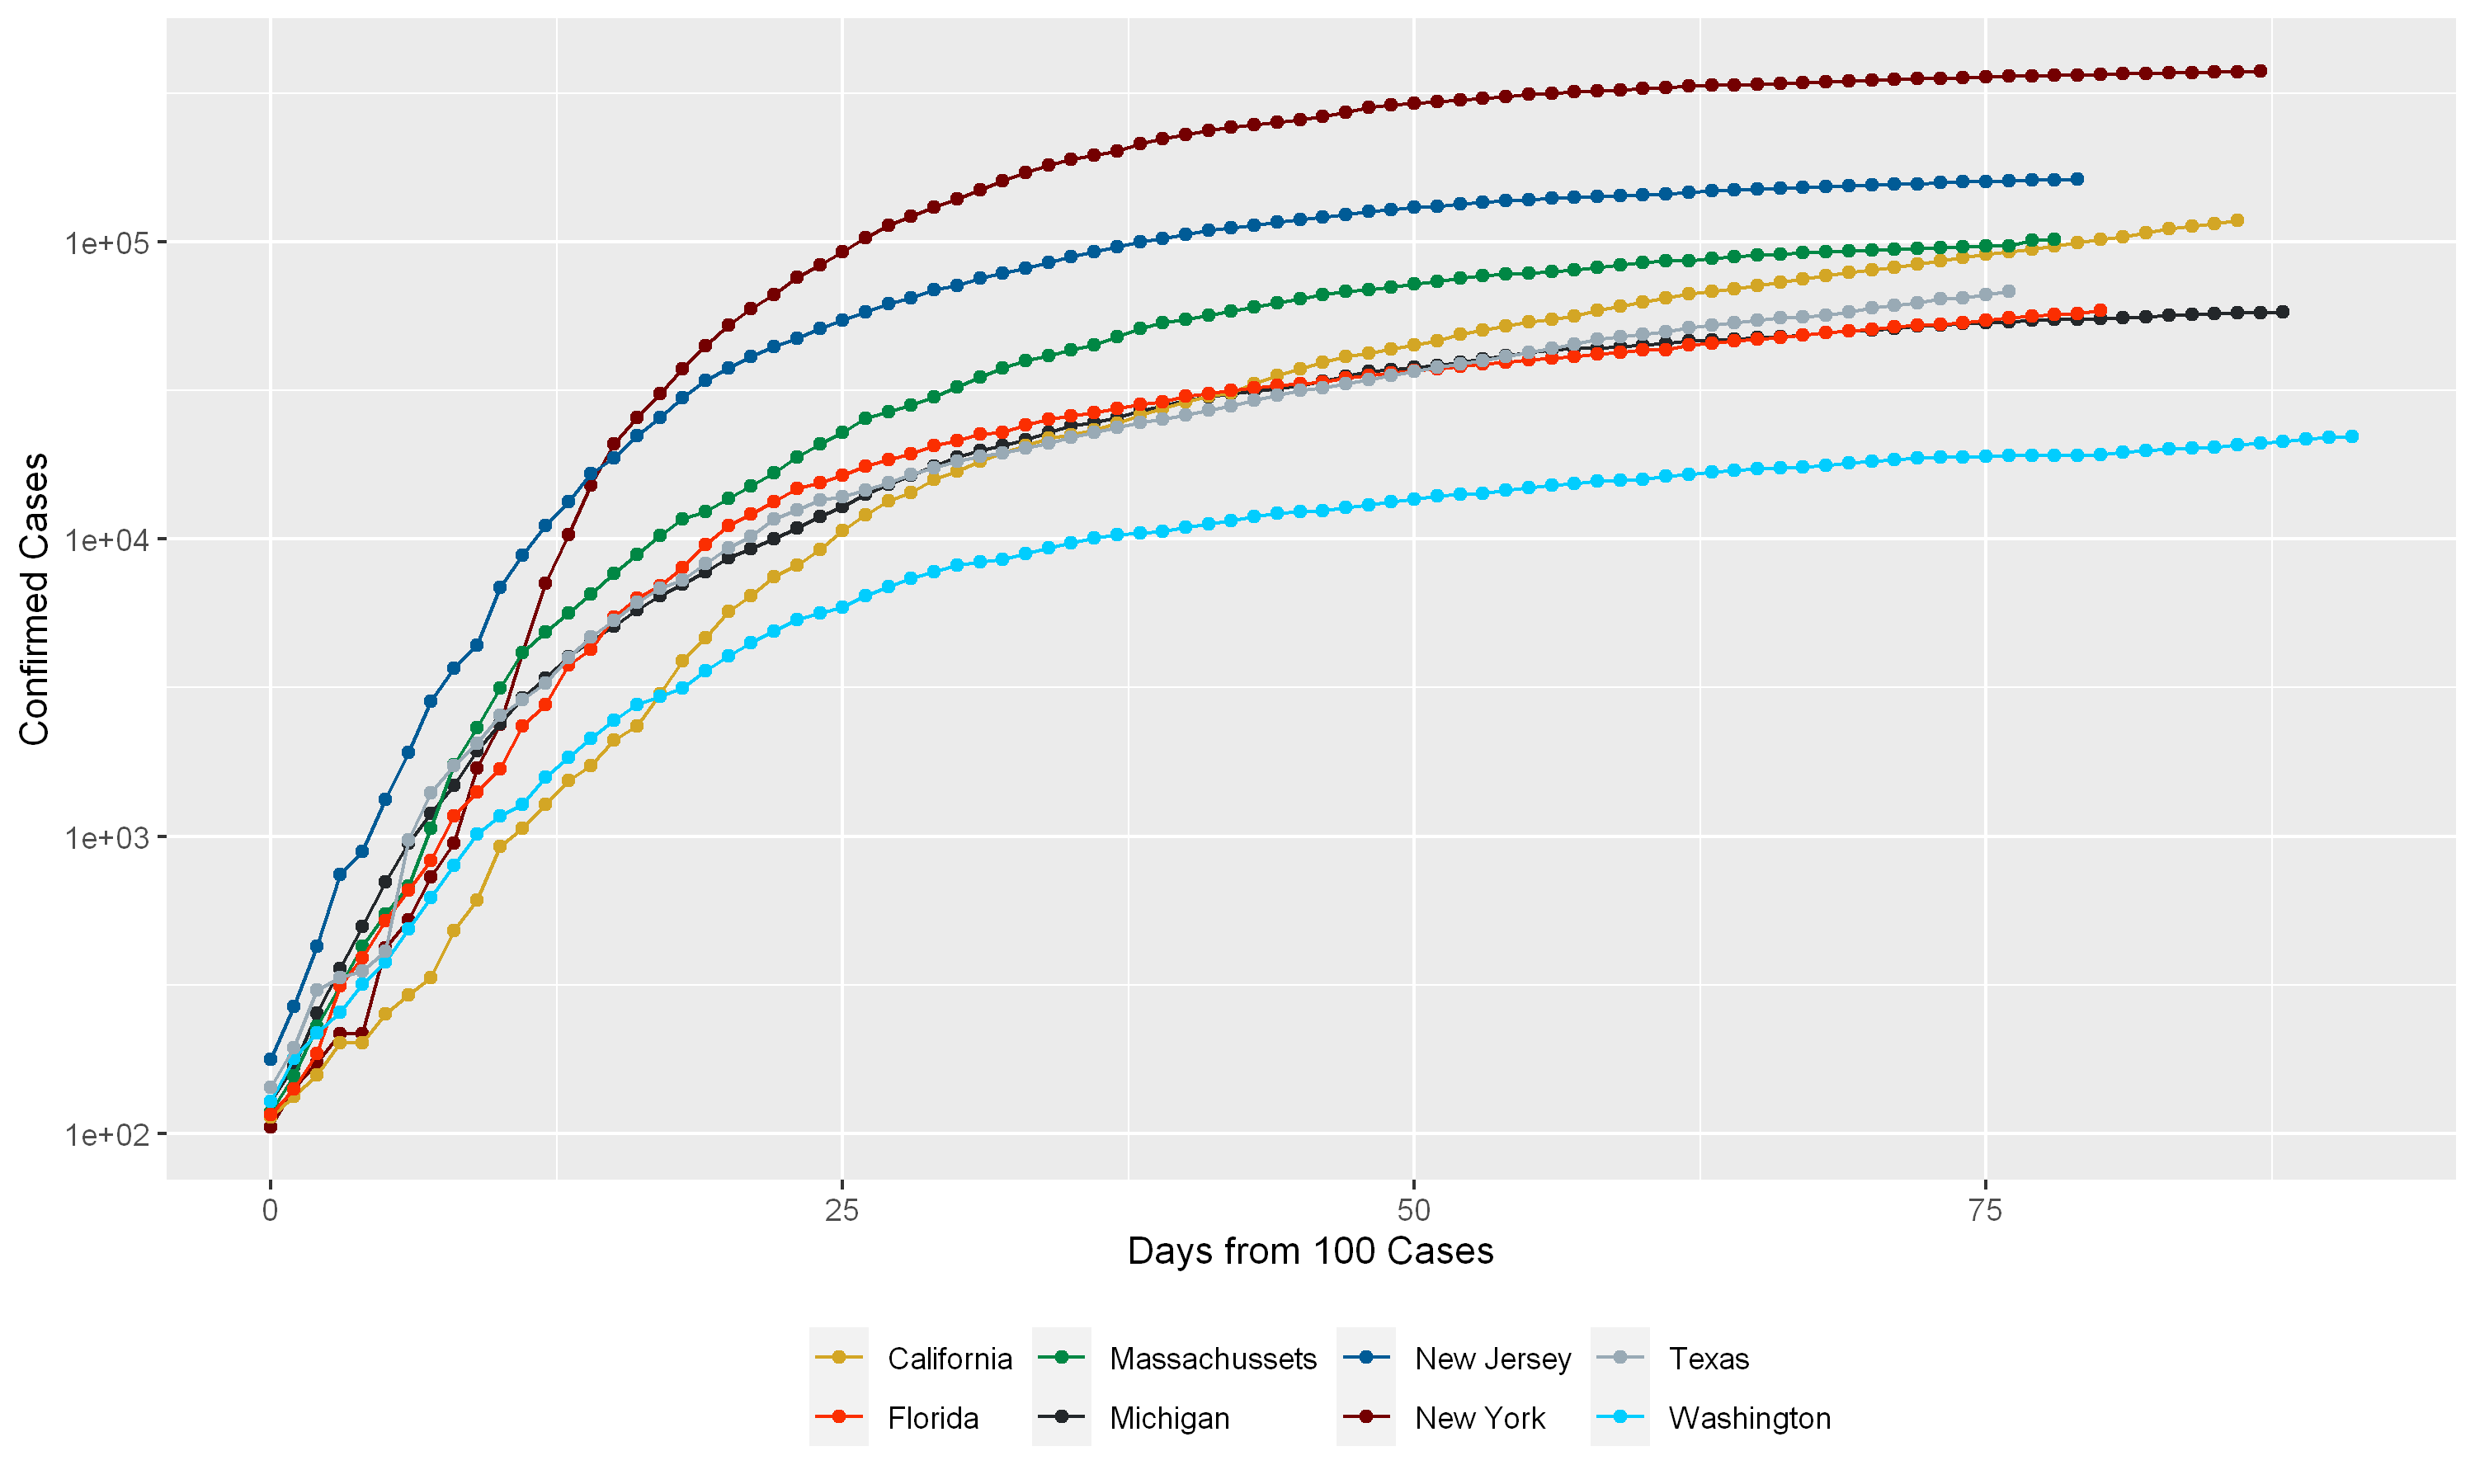 Confirmed Cases
1e+05
1e+04
1e+03
1e+02
0 25 50 75
Days from 100 Cases
California Massachussets New Jersey Texas
Florida Michigan New York Washington